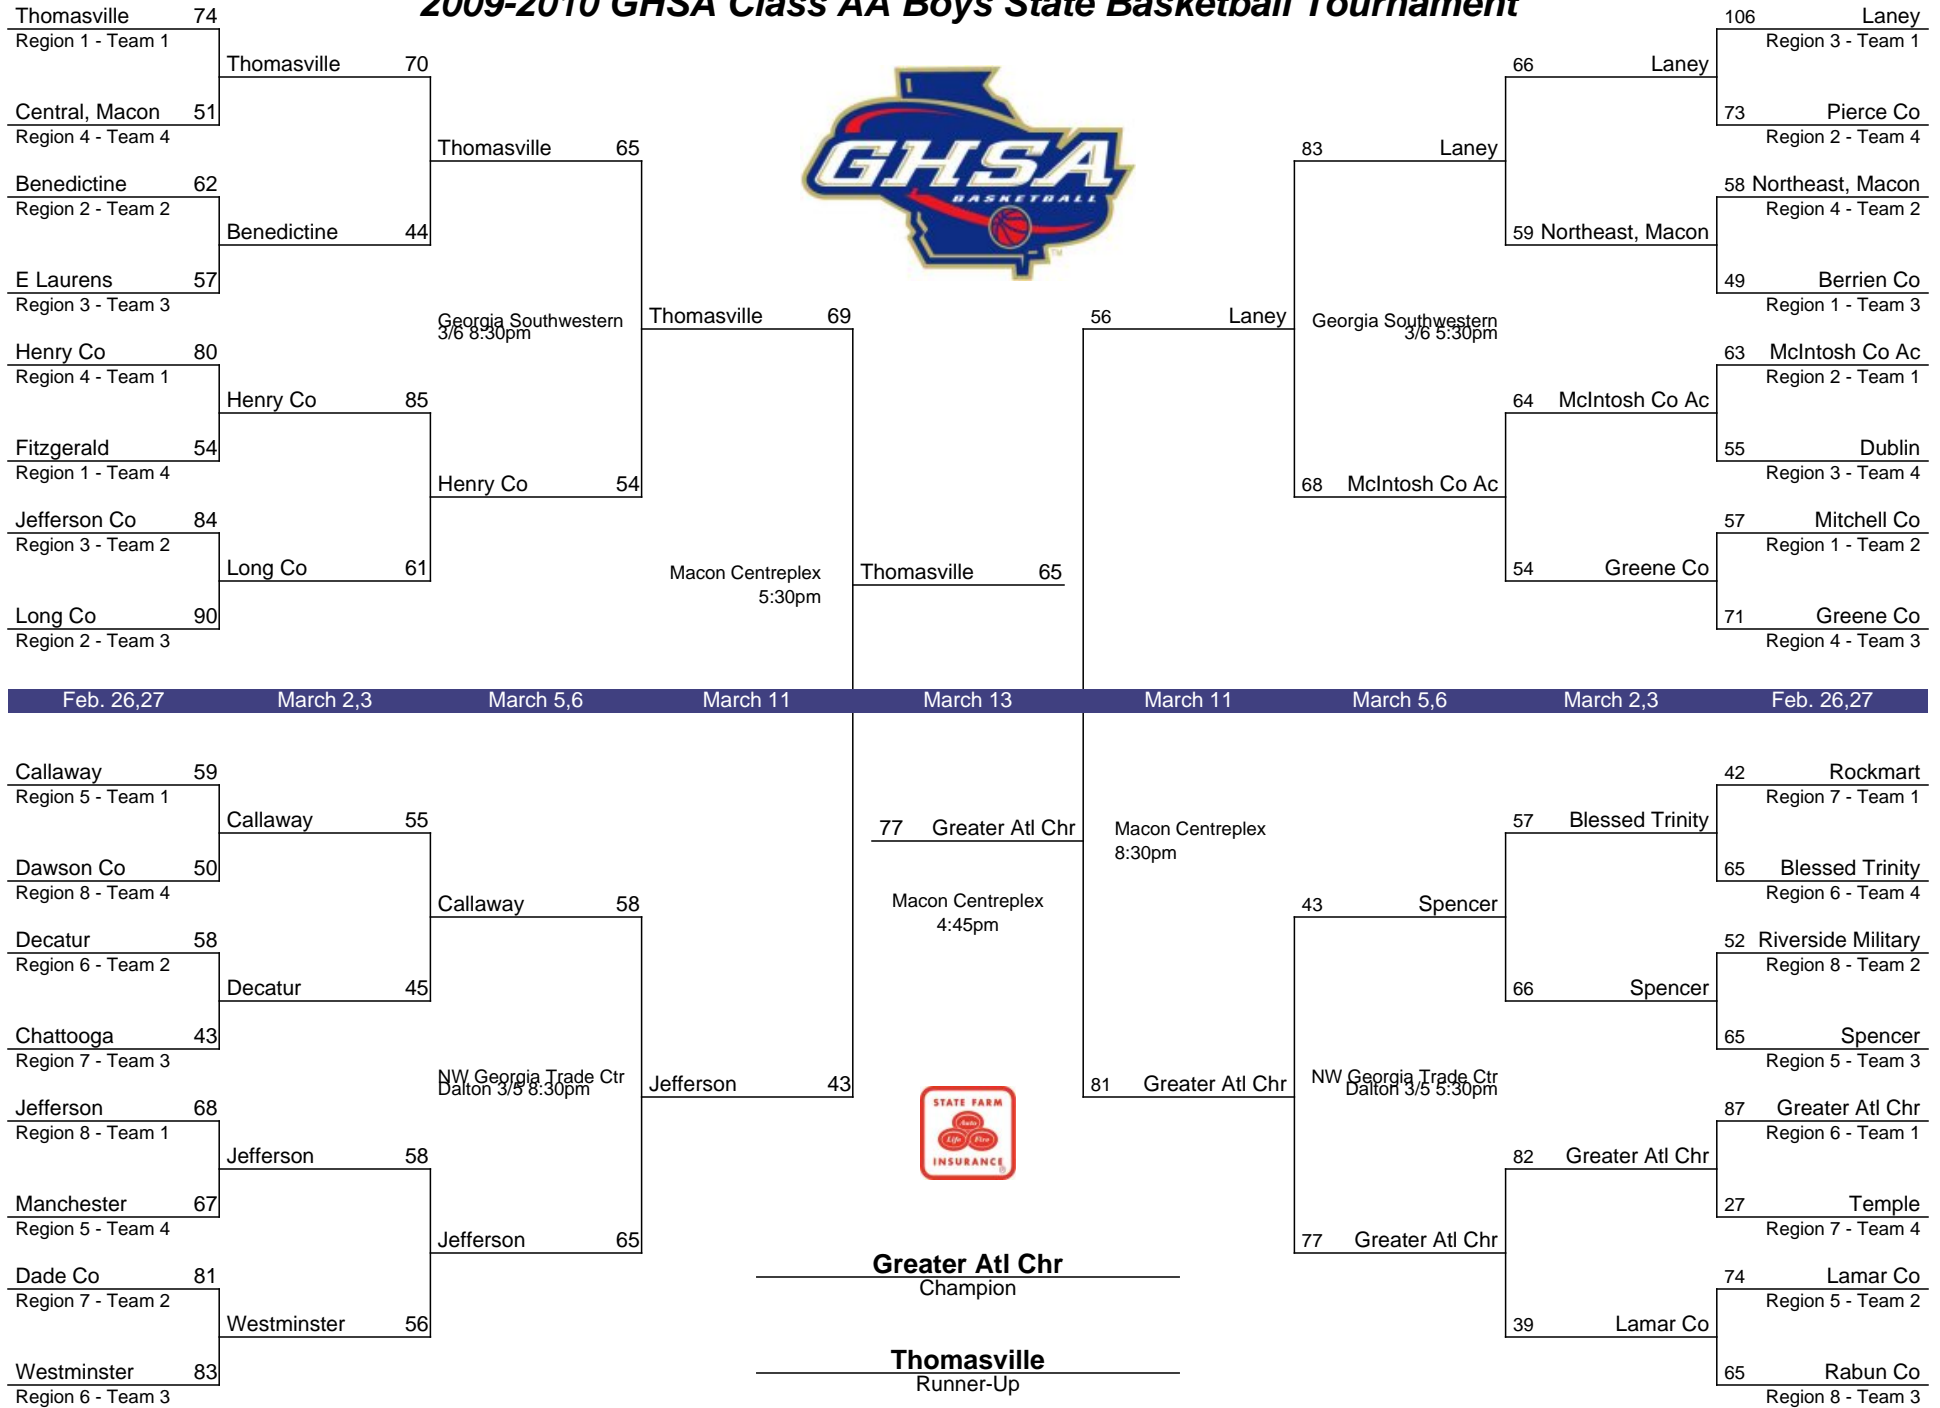 2009-2010 GHSA Class AA Boys State Basketball Tournament
Thomasville 74
Region 1 - Team 1
Thomasville 70
Central, Macon 51
Region 4 - Team 4
Thomasville 65
Benedictine 62
Region 2 - Team 2
Benedictine 44
E Laurens 57
Region 3 - Team 3
Georgia Southwestern
3/6 8:30pm
Thomasville 69
Henry Co 80
Region 4 - Team 1
Henry Co 85
Fitzgerald 54
Region 1 - Team 4
Henry Co 54
Jefferson Co 84
Region 3 - Team 2
Long Co 61
Long Co 90
Region 2 - Team 3
Macon Centreplex
5:30pm
Thomasville 65
GHSA
BASKETBALL
TM
106 Laney
Region 3 - Team 1
66 Laney
73 Pierce Co
Region 2 - Team 4
83 Laney
58 Northeast, Macon
Region 4 - Team 2
59 Northeast, Macon
49 Berrien Co
Region 1 - Team 3
56 Laney
Georgia Southwestern
3/6 5:30pm
63 McIntosh Co Ac
Region 2 - Team 1
64 McIntosh Co Ac
55 Dublin
Region 3 - Team 4
68 McIntosh Co Ac
57 Mitchell Co
Region 1 - Team 2
54 Greene Co
71 Greene Co
Region 4 - Team 3
Feb. 26,27 March 2,3 March 5,6 March 11 March 13 March 11 March 5,6 March 2,3 Feb. 26,27
Callaway 59
Region 5 - Team 1
Callaway 55
Dawson Co 50
Region 8 - Team 4
Callaway 58
Decatur 58
Region 6 - Team 2
Decatur 45
Chattooga 43
Region 7 - Team 3
NW Georgia Trade Ctr
Dalton 3/5 8:30pm
Jefferson 43
Jefferson 68
Region 8 - Team 1
Jefferson 58
Manchester 67
Region 5 - Team 4
Jefferson 65
Dade Co 81
Region 7 - Team 2
Westminster 56
Westminster 83
Region 6 - Team 3
77 Greater Atl Chr
Macon Centreplex
8:30pm
Macon Centreplex
4:45pm
42 Rockmart
Region 7 - Team 1
57 Blessed Trinity
65 Blessed Trinity
Region 6 - Team 4
43 Spencer
52 Riverside Military
Region 8 - Team 2
66 Spencer
65 Spencer
Region 5 - Team 3
81 Greater Atl Chr
NW Georgia Trade Ctr
Dalton 3/5 5:30pm
87 Greater Atl Chr
Region 6 - Team 1
82 Greater Atl Chr
27 Temple
Region 7 - Team 4
77 Greater Atl Chr
74 Lamar Co
Region 5 - Team 2
39 Lamar Co
65 Rabun Co
Region 8 - Team 3
STATE FARM
Auto
Life Fire
INSURANCE
®
Greater Atl Chr
Champion
Thomasville
Runner-Up